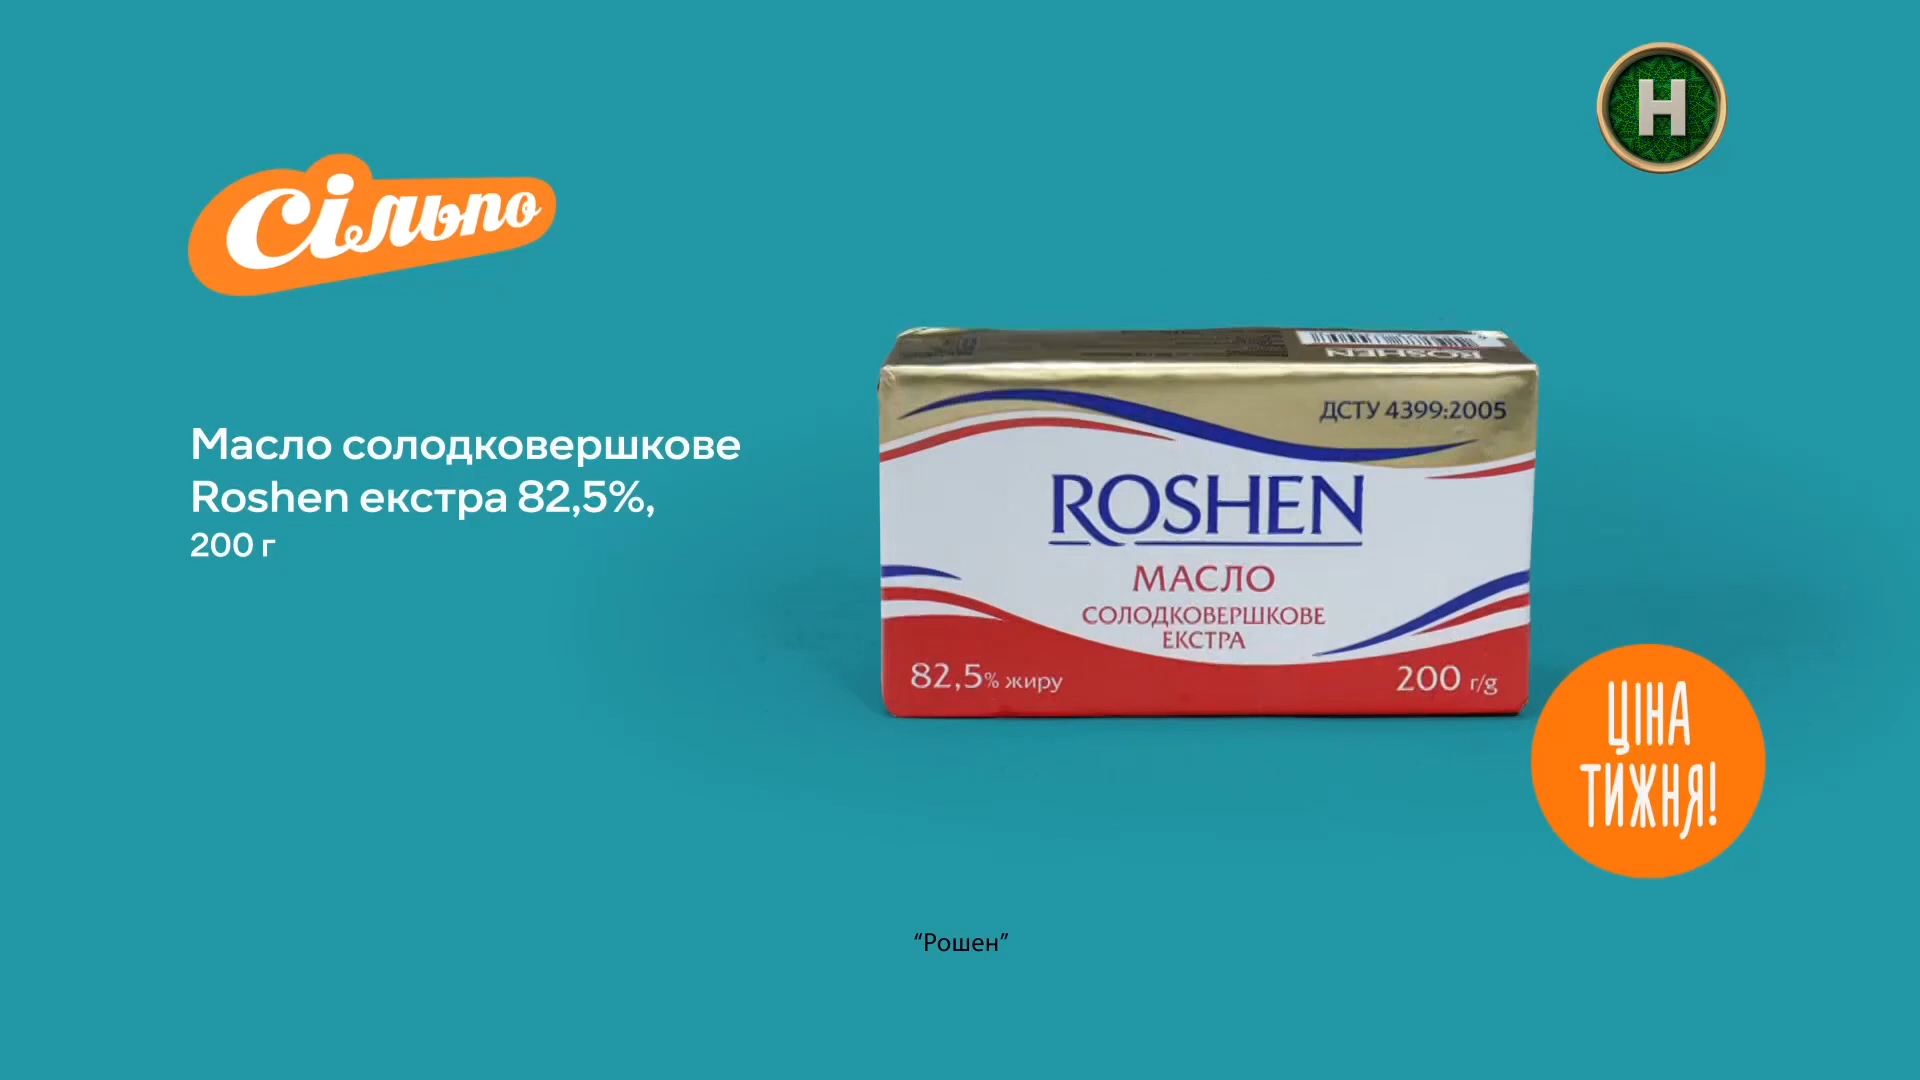 Н
Сільпо
Масло солодковершкове
Roshen екстра 82,5%,
200 г
ROSHEN
ДСТУ 4399:2005
ROSHEN
МАСЛО
СОЛОДКОВЕРШКОВЕ
ЕКСТРА
82,5% жиру
200 г/g
ЦІНА
ТИЖНЯ!
“Рошен”